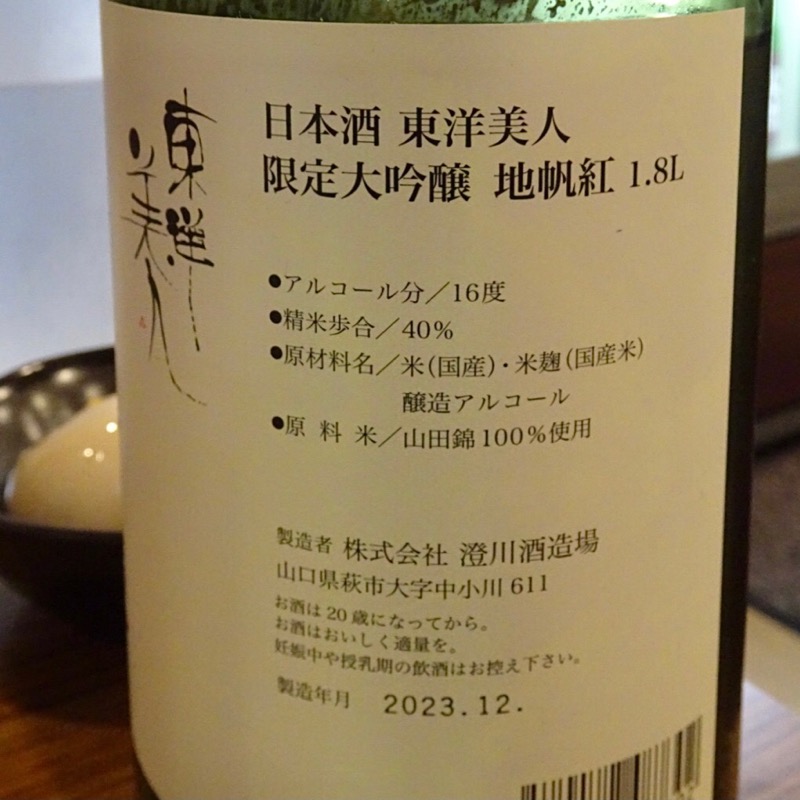 東洋美人
日本酒 東洋美人
限定大吟醸 地帆紅 1.8L
●アルコール分／16度
●精米歩合／40%
●原材料名／米(国産)・米麹(国産米)
醸造アルコール
●原料米／山田錦100%使用
製造者 株式会社 澄川酒造場
山口県萩市大字中小川611
お酒は20歳になってから。
お酒はおいしく適量を。
妊娠中や授乳期の飲酒はお控え下さい。
製造年月 2023.12.